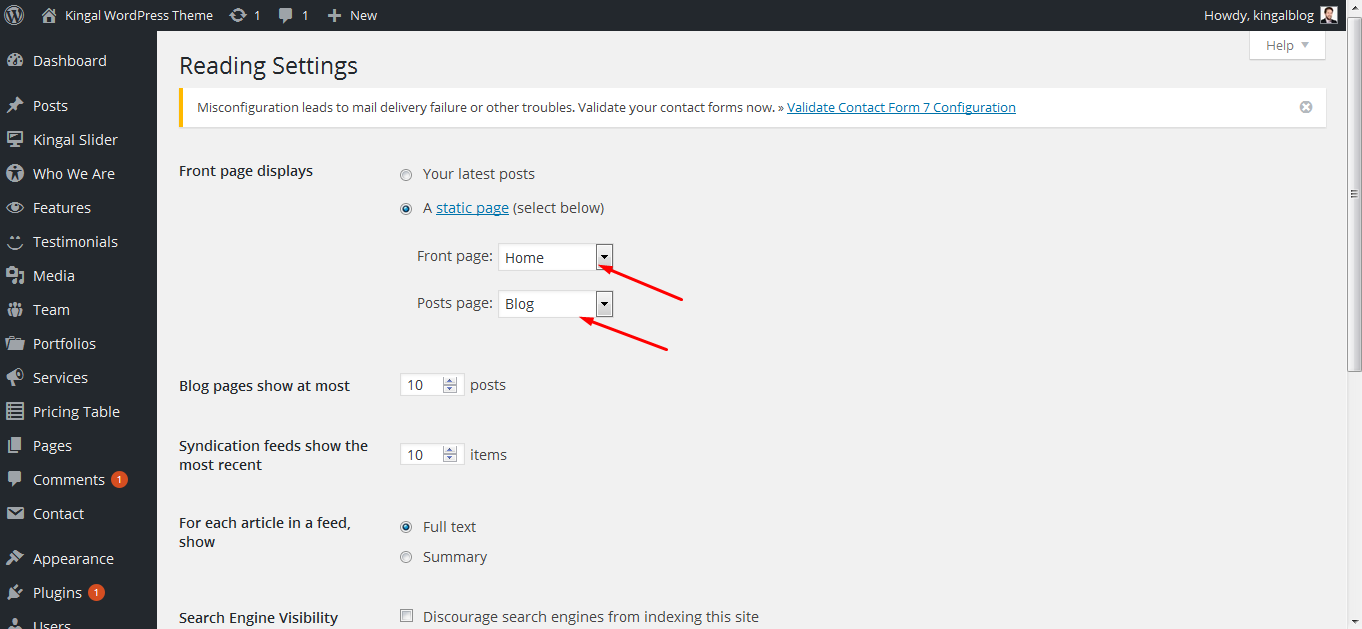 Kingal WordPress Theme 1 1 New Howdy, kingalblog
Help
Dashboard
Posts
Kingal Slider
Who We Are
Features
Testimonials
Media
Team
Portfolios
Services
Pricing Table
Pages
Comments 1
Contact
Appearance
Plugins 1
Users
Reading Settings
Misconfiguration leads to mail delivery failure or other troubles. Validate your contact forms now. » Validate Contact Form 7 Configuration
Front page displays
Your latest posts
A static page (select below)
Front page: Home
Posts page: Blog
Blog pages show at most 10 posts
Syndication feeds show the
most recent
10 items
For each article in a feed,
show
Full text
Summary
Search Engine Visibility
Discourage search engines from indexing this site